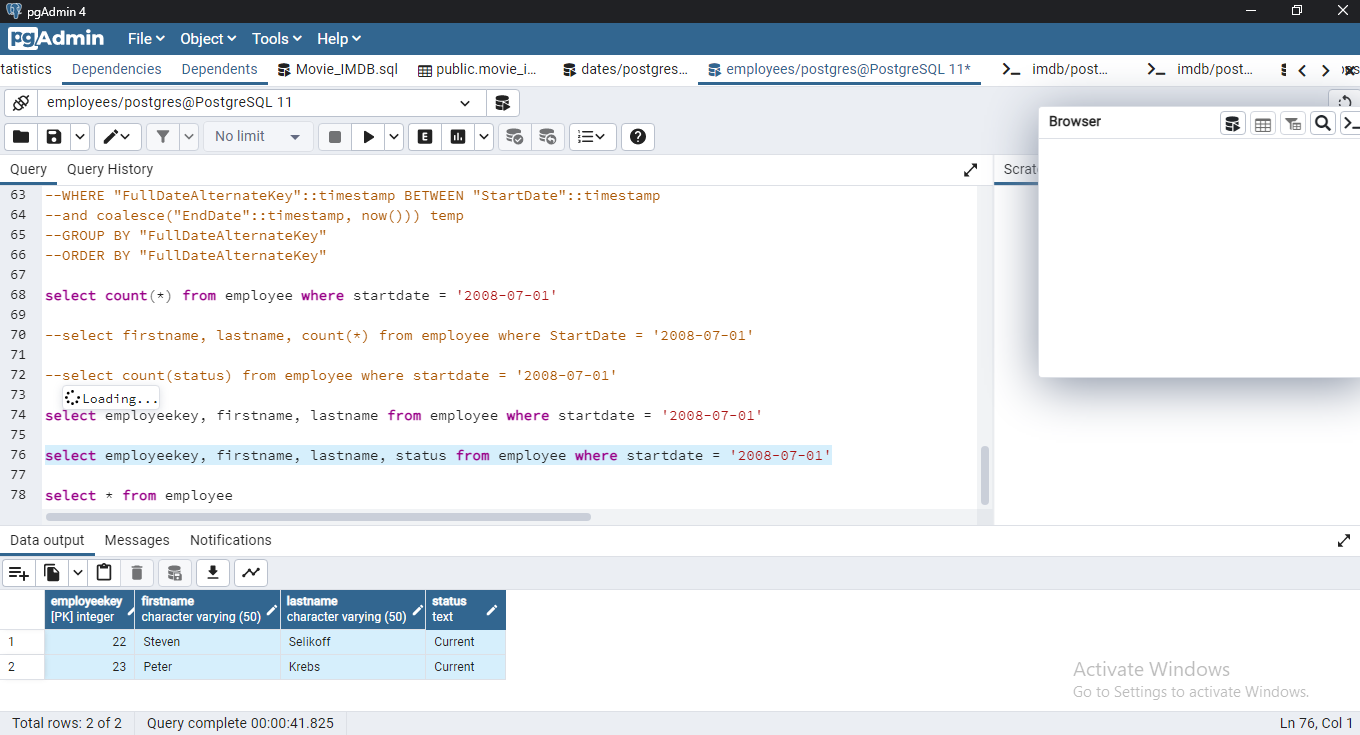 pgAdmin 4
pgAdmin File Object Tools Help
tatistics Dependencies Dependents Movie_IMDB.sql public.movie_i... dates/postgres... employees/postgres@PostgreSQL 11* imdb/post... imdb/post...
employees/postgres@PostgreSQL 11
No limit E
Browser
Query Query History Scrat
63 --WHERE "FullDateAlternateKey"::timestamp BETWEEN "StartDate"::timestamp
64 --and coalesce("EndDate"::timestamp, now())) temp
65 --GROUP BY "FullDateAlternateKey"
66 --ORDER BY "FullDateAlternateKey"
67
68 select count(*) from employee where startdate = '2008-07-01'
69
70 --select firstname, lastname, count(*) from employee where StartDate = '2008-07-01'
71
72 --select count(status) from employee where startdate = '2008-07-01'
73 Loading...
74 select employeekey, firstname, lastname from employee where startdate = '2008-07-01'
75
76 select employeekey, firstname, lastname, status from employee where startdate = '2008-07-01'
77
78 select * from employee
Data output Messages Notifications
employeekey firstname lastname status
[PK] integer character varying (50) character varying (50) text
1 22 Steven Selikoff Current
2 23 Peter Krebs Current
Activate Windows
Go to Settings to activate Windows.
Total rows: 2 of 2 Query complete 00:00:41.825 Ln 76, Col 1